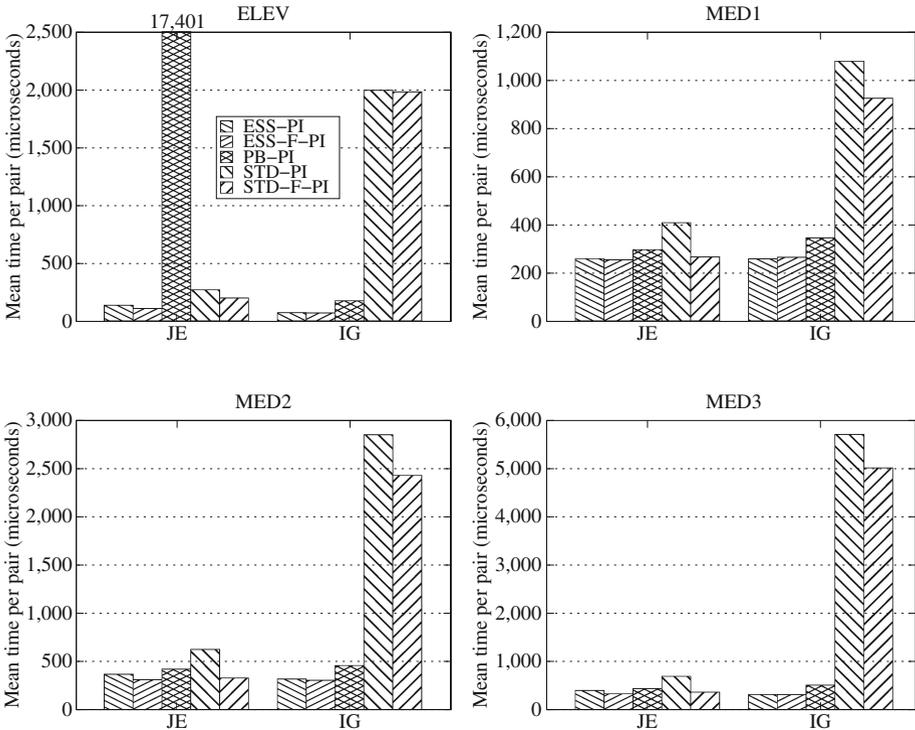 ELEV
17,401
Mean time per pair (microseconds)
2,500
2,000
1,500
1,000
500
0
ESS−PI
ESS−F−PI
PB−PI
STD−PI
STD−F−PI
JE
IG
MED1
Mean time per pair (microseconds)
1,200
1,000
800
600
400
200
0
JE
IG
MED2
Mean time per pair (microseconds)
3,000
2,500
2,000
1,500
1,000
500
0
JE
IG
MED3
Mean time per pair (microseconds)
6,000
5,000
4,000
3,000
2,000
1,000
0
JE
IG